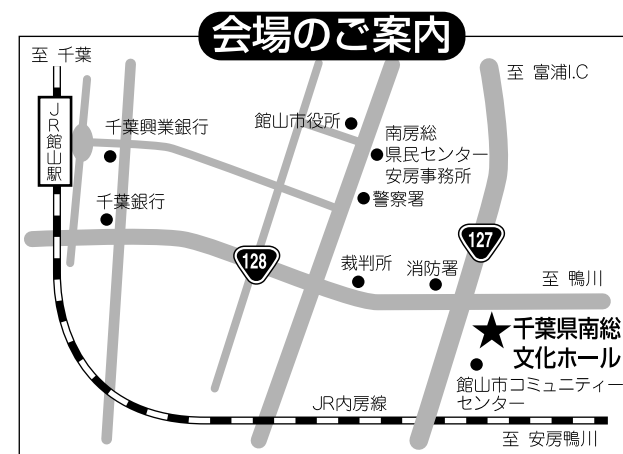 会場のご案内
至 千葉
至 富浦I.C
JR館山駅
千葉興業銀行
館山市役所
南房総
県民センター
安房事務所
警察署
千葉銀行
128
127
裁判所
消防署
至 鴨川
千葉県南総
文化ホール
館山市コミュニティー
センター
JR内房線
至 安房鴨川